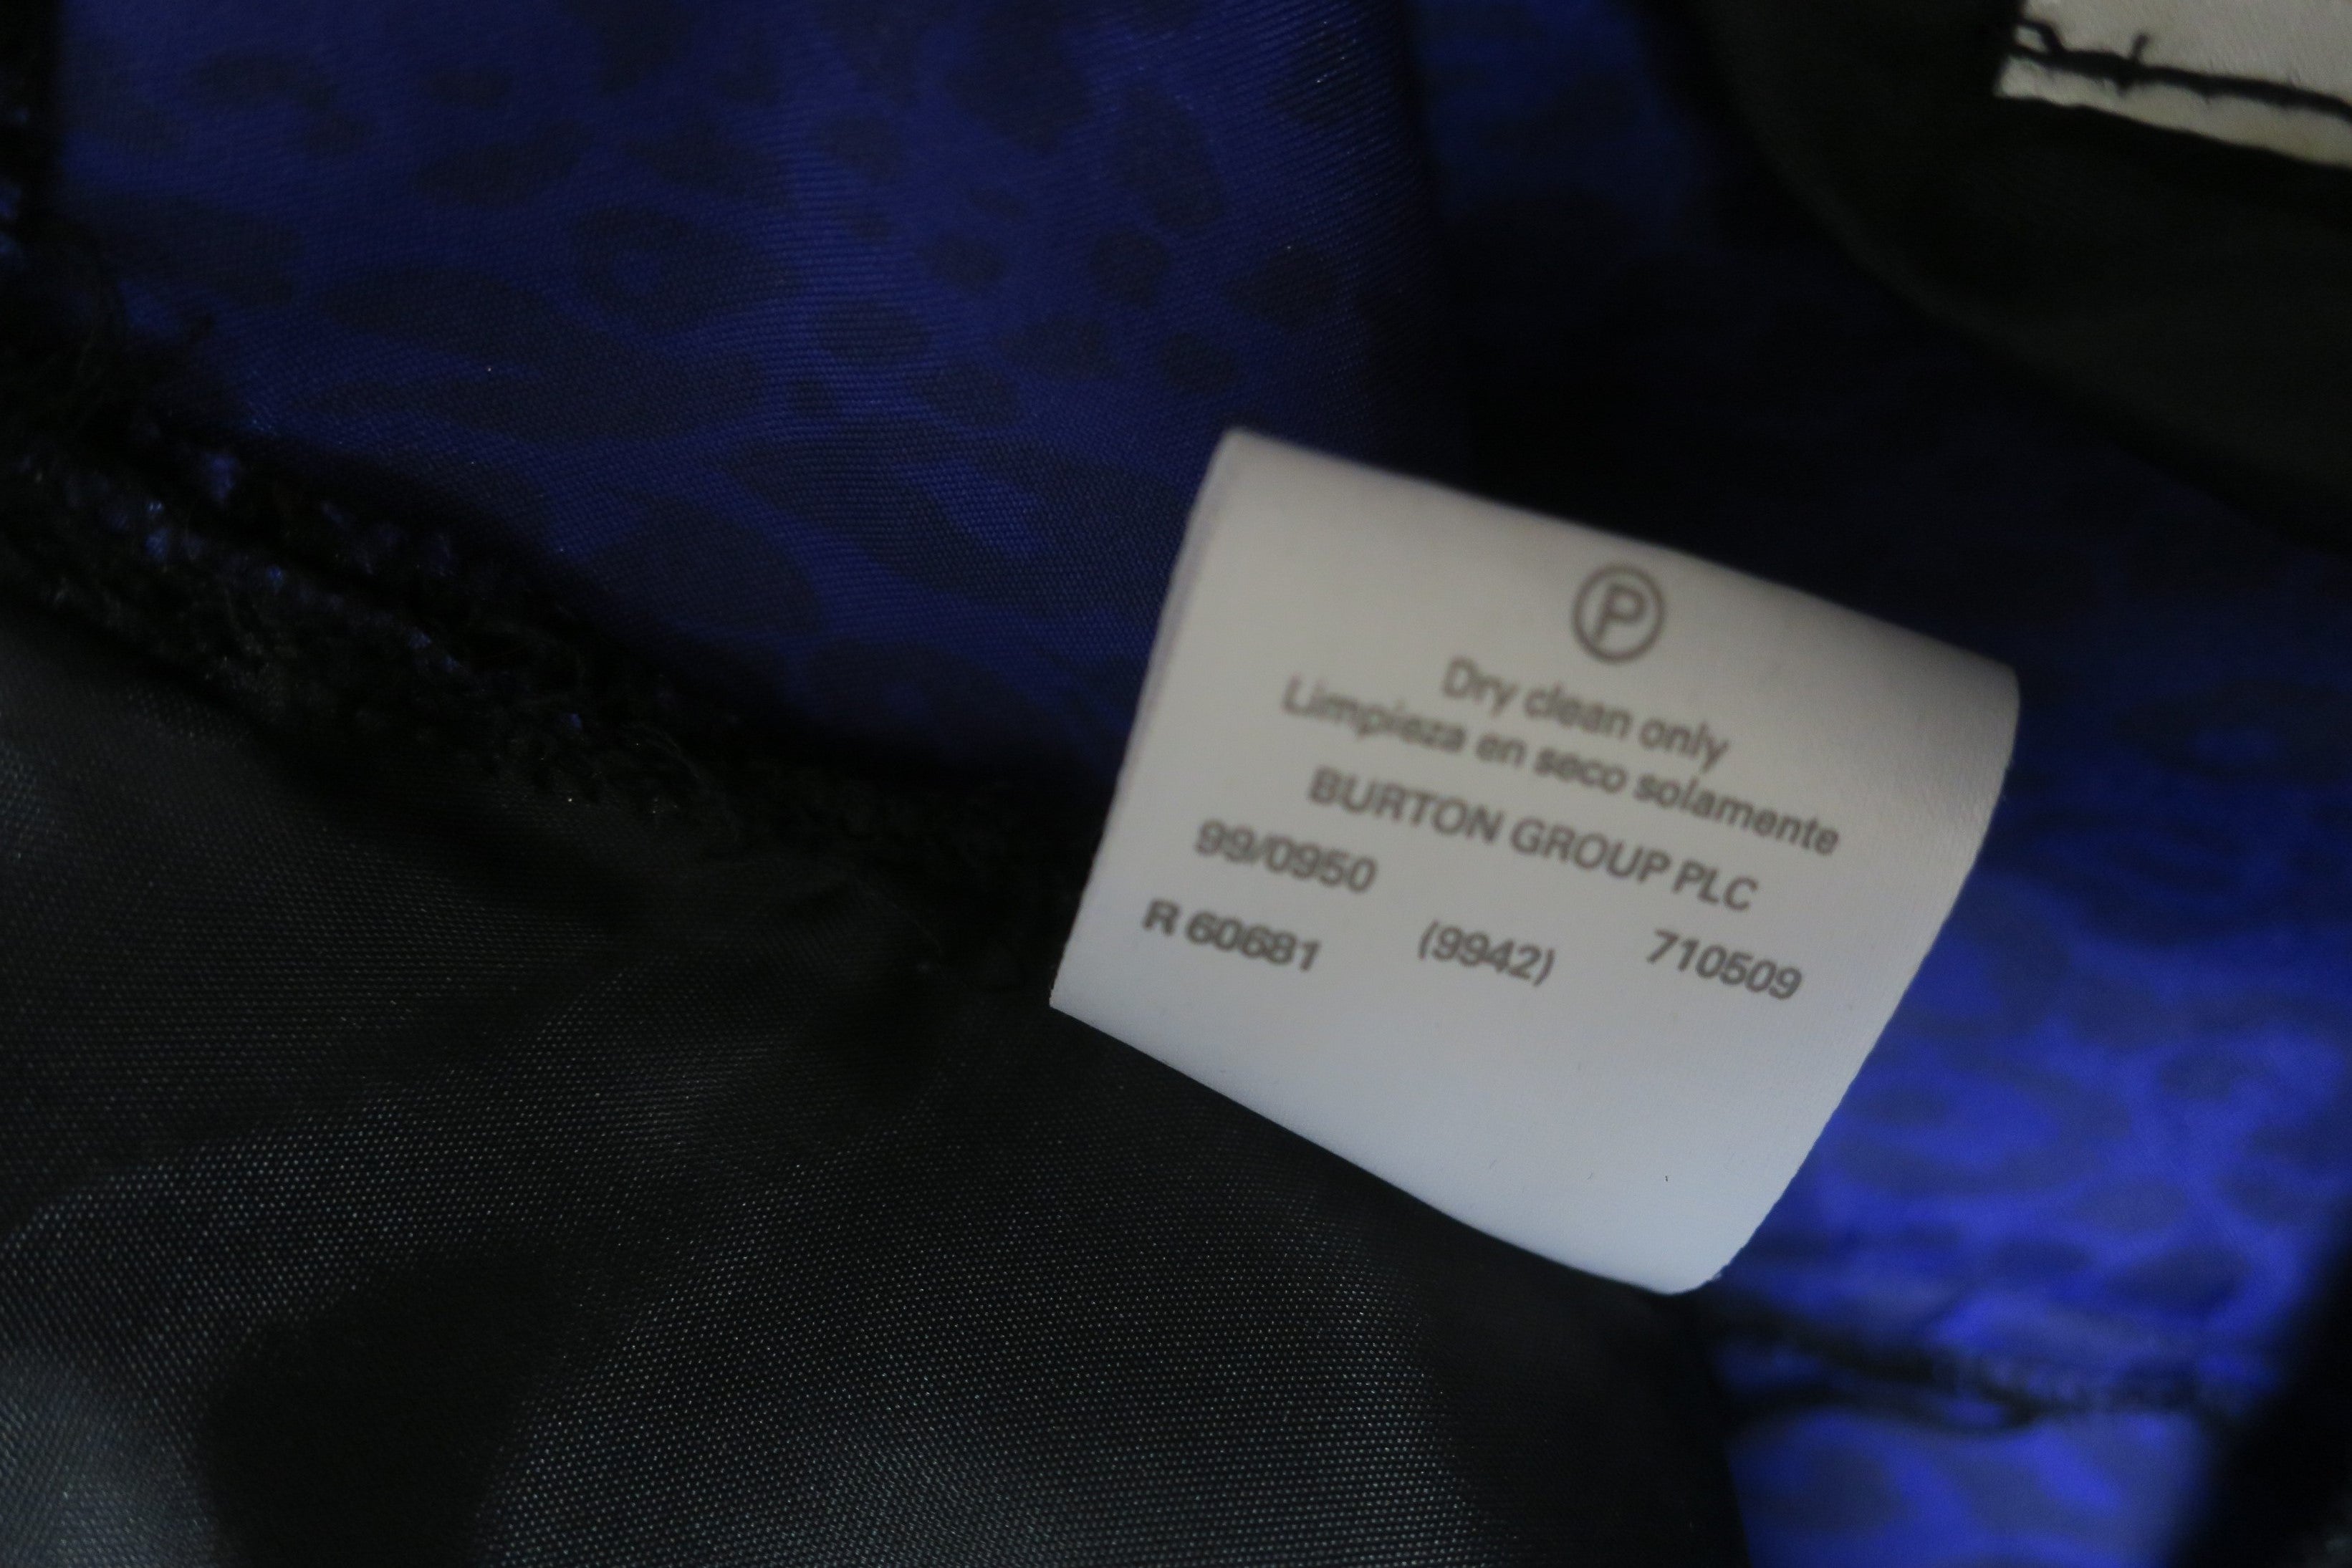 P
Dry clean only
Limpieza en seco solamente
BURTON GROUP PLC
99/0950
R 60681 (9942) 710509